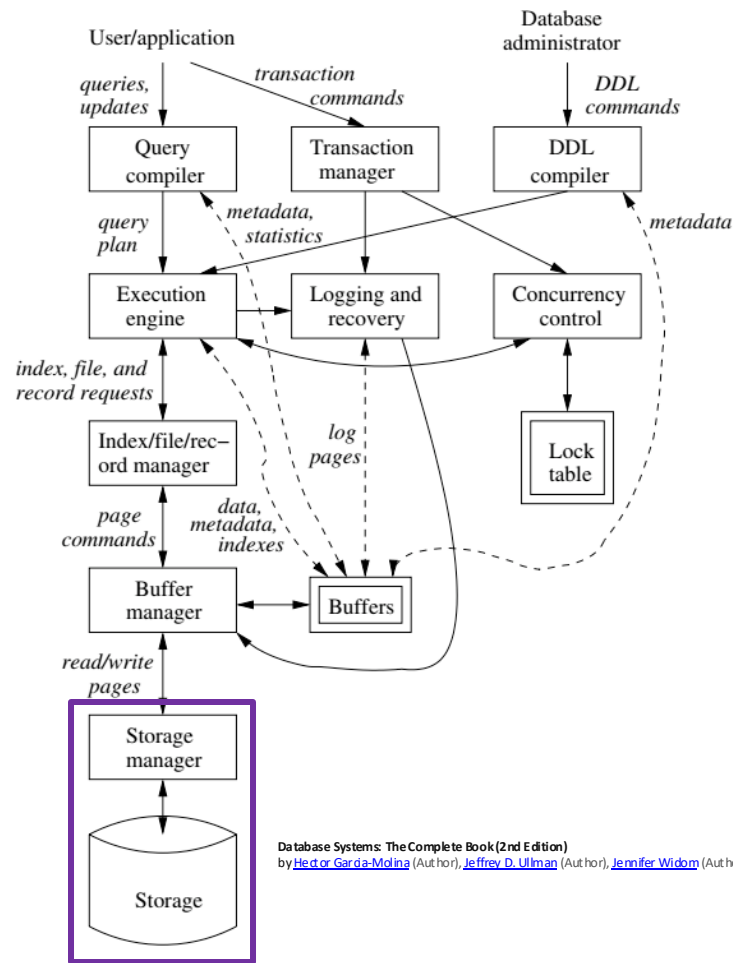 User/application
Database
administrator
queries,
updates
transaction
commands
DDL
commands
Query
compiler
Transaction
manager
DDL
compiler
query
plan
metadata,
statistics
metadata
Execution
engine
Logging and
recovery
Concurrency
control
index, file, and
record requests
Index/file/rec–
ord manager
log
pages
Lock
table
page
commands
data,
metadata,
indexes
Buffer
manager
Buffers
read/write
pages
Storage
manager
Storage
Database Systems: The Complete Book (2nd Edition)
by Hector Garcia-Molina (Author), Jeffrey D. Ullman (Author), Jennifer Widom (Auth